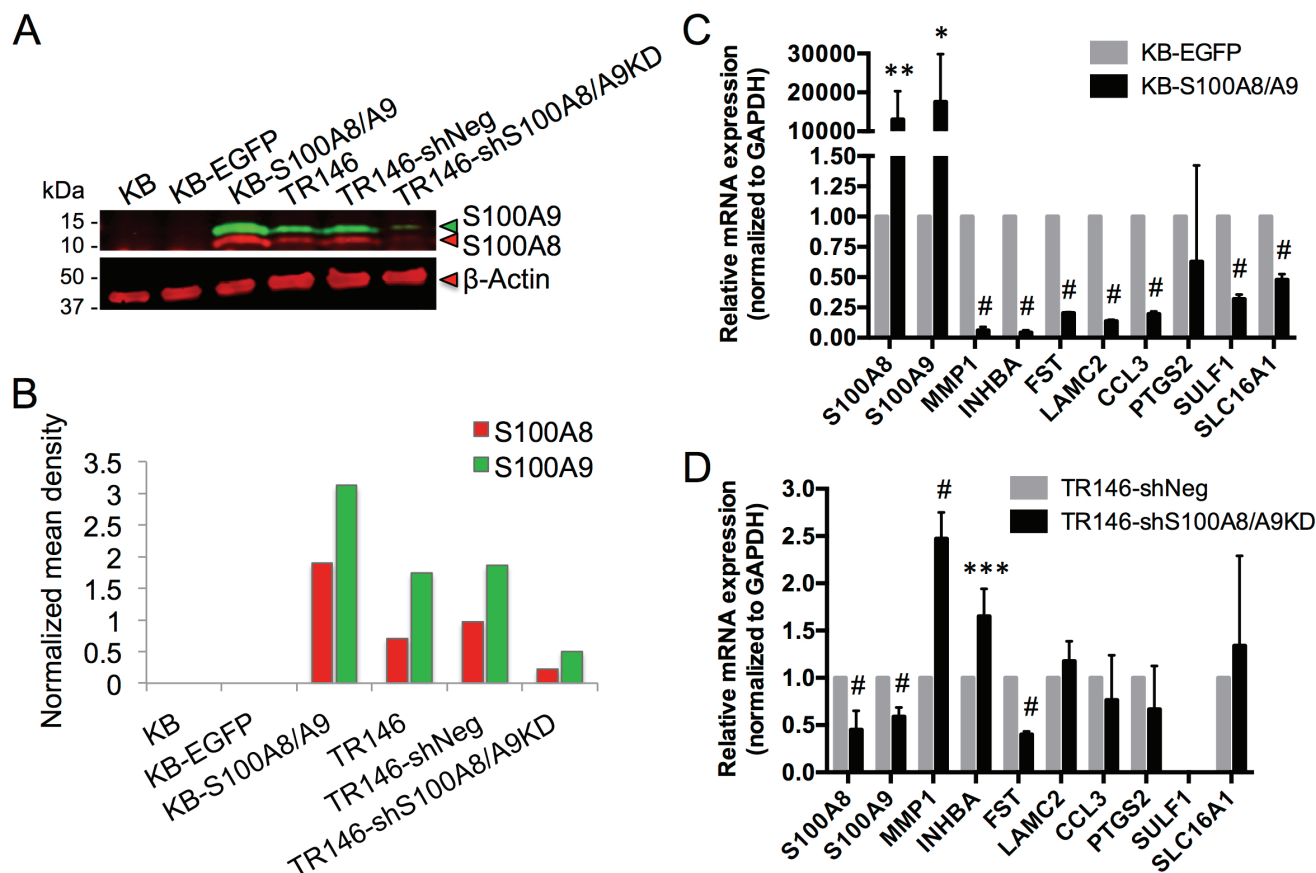 A
KB
KB-EGFP
KB-S100A8/A9
TR146
TR146-shNeg
TR146-shS100A8/A9KD
kDa
15 -
10 -
S100A9
S100A8
50 -
37 -
β-Actin
B
Normalized mean density
S100A8
S100A9
3.5
3
2.5
2
1.5
1
0.5
0
KB
KB-EGFP
KB-S100A8/A9
TR146
TR146-shNeg
TR146-shS100A8/A9KD
C
Relative mRNA expression
(normalized to GAPDH)
KB-EGFP
KB-S100A8/A9
30000
20000
10000
1.50
1.25
1.00
0.75
0.50
0.25
0.00
**
*
#
#
#
#
#
#
#
S100A8
S100A9
MMP1
INHBA
FST
LAMC2
CCL3
PTGS2
SULF1
SLC16A1
D
Relative mRNA expression
(normalized to GAPDH)
TR146-shNeg
TR146-shS100A8/A9KD
3.0
2.5
2.0
1.5
1.0
0.5
0.0
#
#
#
***
#
S100A8
S100A9
MMP1
INHBA
FST
LAMC2
CCL3
PTGS2
SULF1
SLC16A1